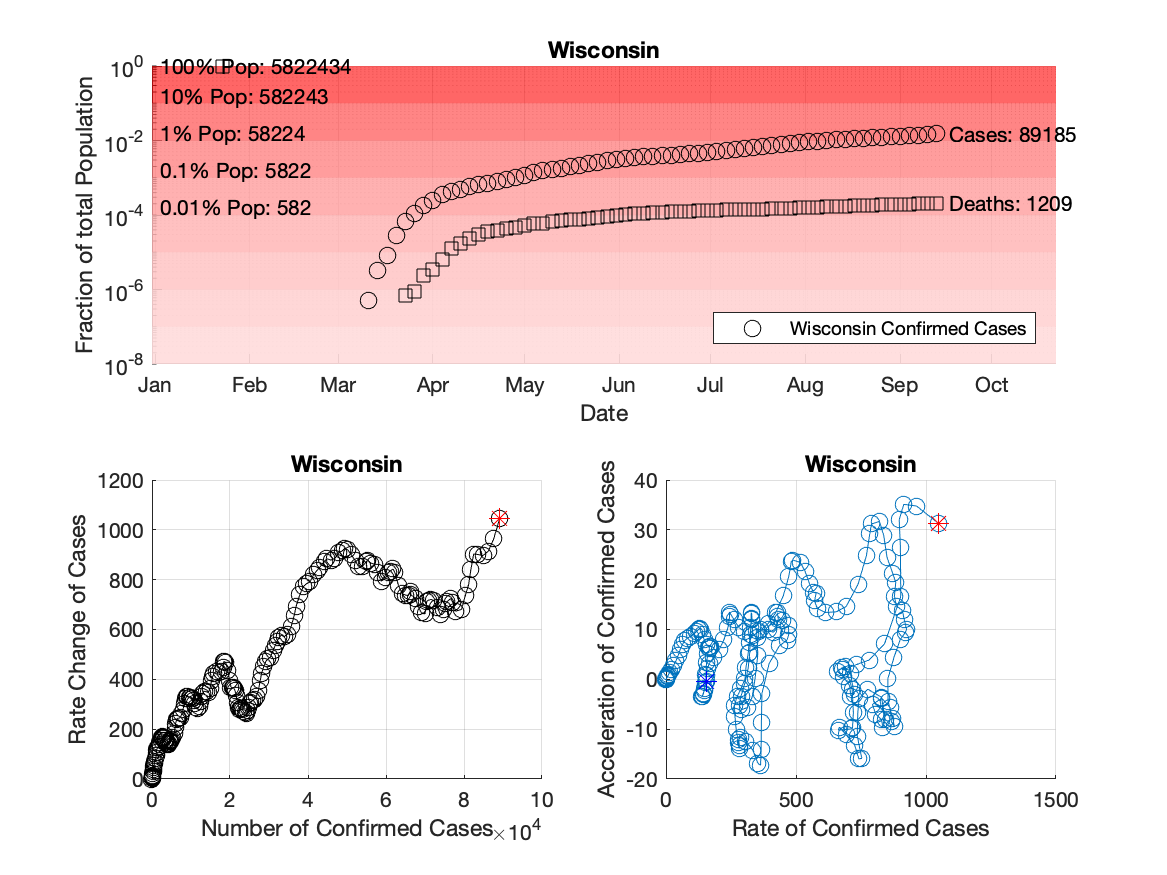 Wisconsin
10^0
10^-2
10^-4
10^-6
10^-8
Fraction of total Population
100% Pop: 5822434
10% Pop: 582243
1% Pop: 58224
0.1% Pop: 5822
0.01% Pop: 582
Cases: 89185
Deaths: 1209
Wisconsin Confirmed Cases
Jan Feb Mar Apr May Jun Jul Aug Sep Oct
Date
Wisconsin
1200
1000
800
600
400
200
0
Rate Change of Cases
0 2 4 6 8 10
Number of Confirmed Cases ×10^4
Wisconsin
40
30
20
10
0
-10
-20
Acceleration of Confirmed Cases
0 500 1000 1500
Rate of Confirmed Cases